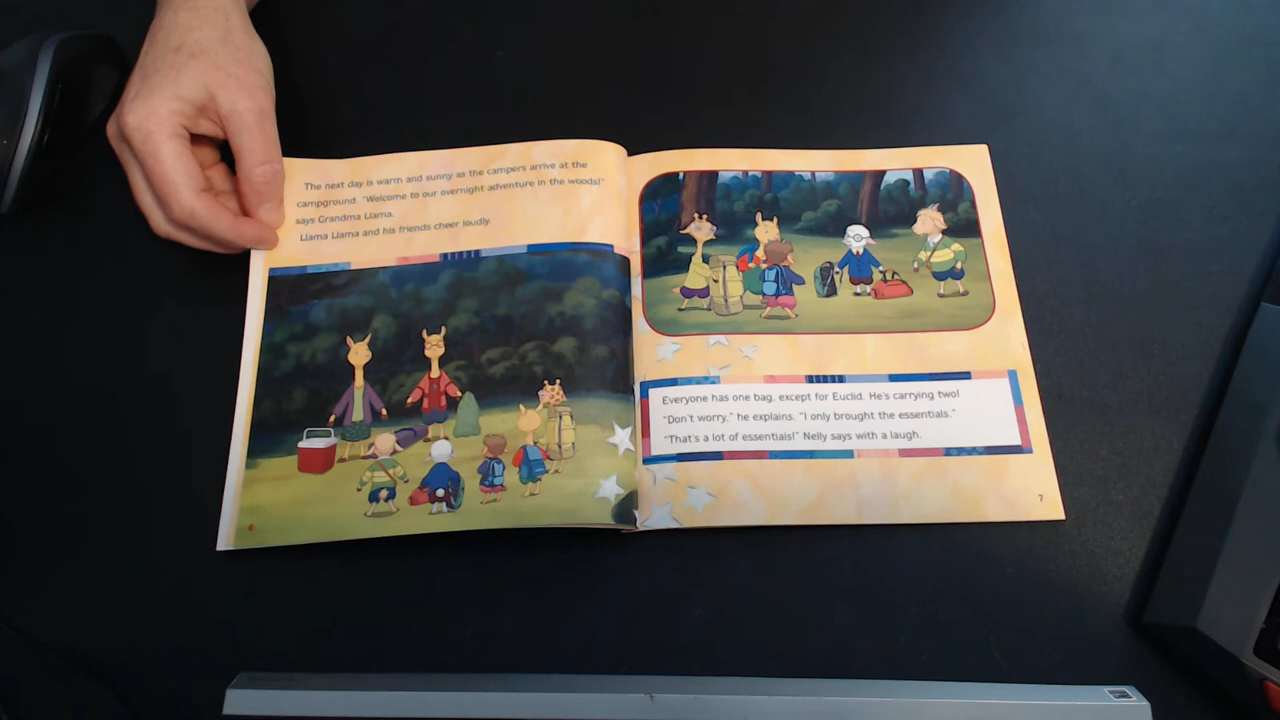 The next day is warm and sunny as the campers arrive at the
campground. "Welcome to our overnight adventure in the woods!"
says Grandma Llama.
Llama Llama and his friends cheer loudly.
6
Everyone has one bag, except for Euclid. He's carrying two!
"Don't worry," he explains. "I only brought the essentials."
"That's a lot of essentials!" Nelly says with a laugh.
7